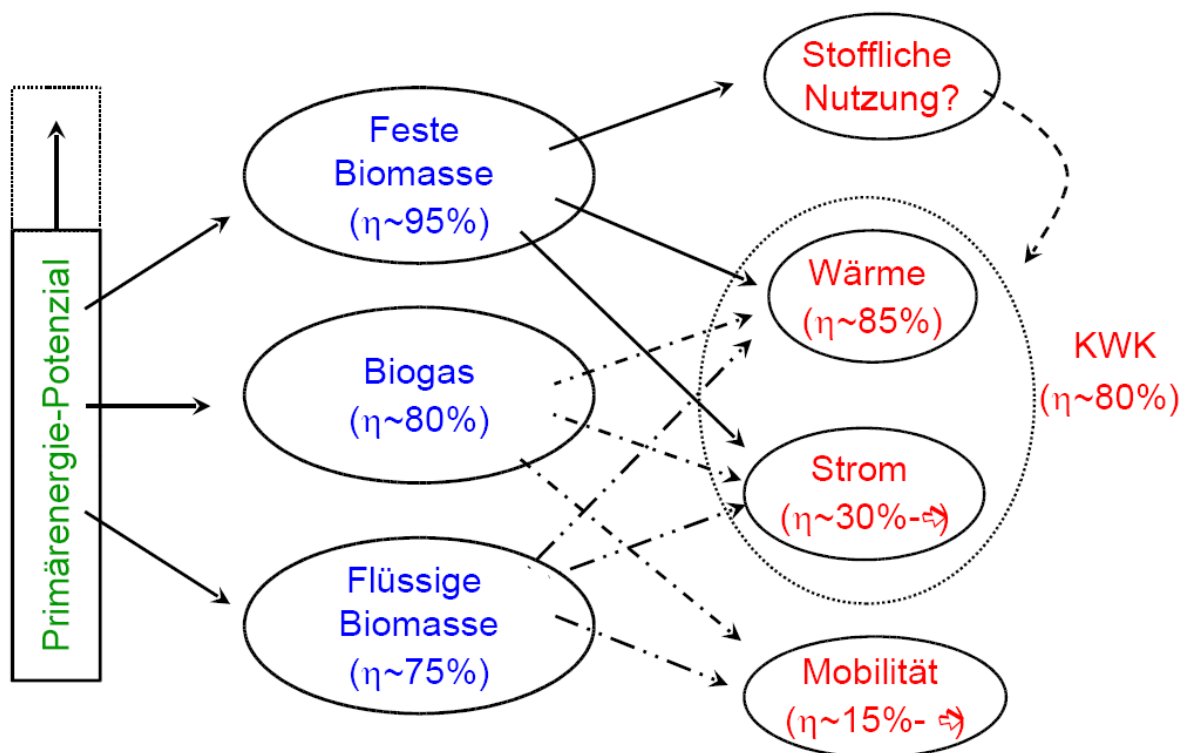 Primärenergie-Potenzial
Feste
Biomasse
(η~95%)
Biogas
(η~80%)
Flüssige
Biomasse
(η~75%)
Stoffliche
Nutzung?
Wärme
(η~85%)
Strom
(η~30%-⇨)
KWK
(η~80%)
Mobilität
(η~15%- ⇨)